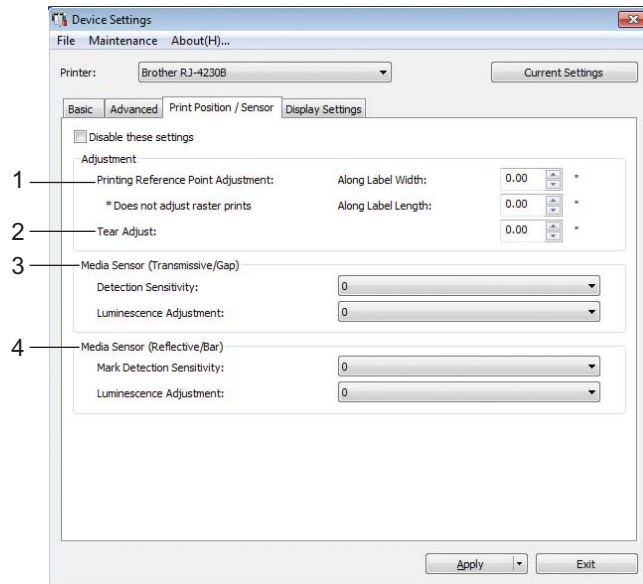 Device Settings
File Maintenance About(H)...
Printer: Brother RJ-4230B Current Settings
Basic Advanced Print Position / Sensor Display Settings
Disable these settings
Adjustment
1 Printing Reference Point Adjustment: Along Label Width: 0.00 "
* Does not adjust raster prints Along Label Length: 0.00 "
2 Tear Adjust: 0.00 "
3 Media Sensor (Transmissive/Gap)
Detection Sensitivity: 0
Luminescence Adjustment: 0
4 Media Sensor (Reflective/Bar)
Mark Detection Sensitivity: 0
Luminescence Adjustment: 0
Apply Exit